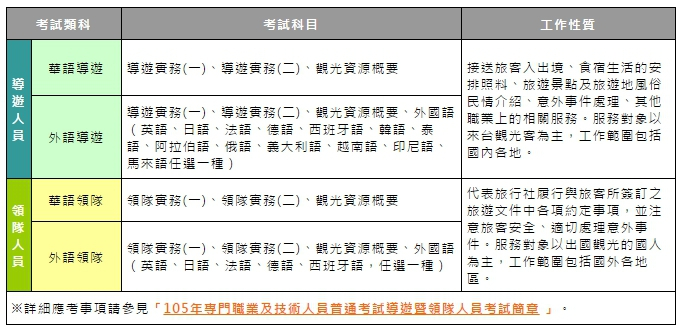 考試類科
考試科目
工作性質
導遊人員
華語導遊
導遊實務(一)、導遊實務(二)、觀光資源概要
外語導遊
導遊實務(一)、導遊實務(二)、觀光資源概要、外國語
（英語、日語、法語、德語、西班牙語、韓語、泰
語、阿拉伯語、俄語、義大利語、越南語、印尼語、
馬來語任選一種）
接送旅客入出境、食宿生活的安
排照料、旅遊景點及旅遊地風俗
民情介紹、意外事件處理、其他
職業上的相關服務。服務對象以
來台觀光客為主，工作範圍包括
國內各地。
領隊人員
華語領隊
領隊實務(一)、領隊實務(二)、觀光資源概要
外語領隊
領隊實務(一)、領隊實務(二)、觀光資源概要、外國語
（英語、日語、法語、德語、西班牙語，任選一種）
代表旅行社履行與旅客所簽訂之
旅遊文件中各項約定事項，並注
意旅客安全、適切處理意外事
件。服務對象以出國觀光的國人
為主，工作範圍包括國外各地
區。
※詳細應考事項請參見「105年專門職業及技術人員普通考試導遊暨領隊人員考試簡章 」。